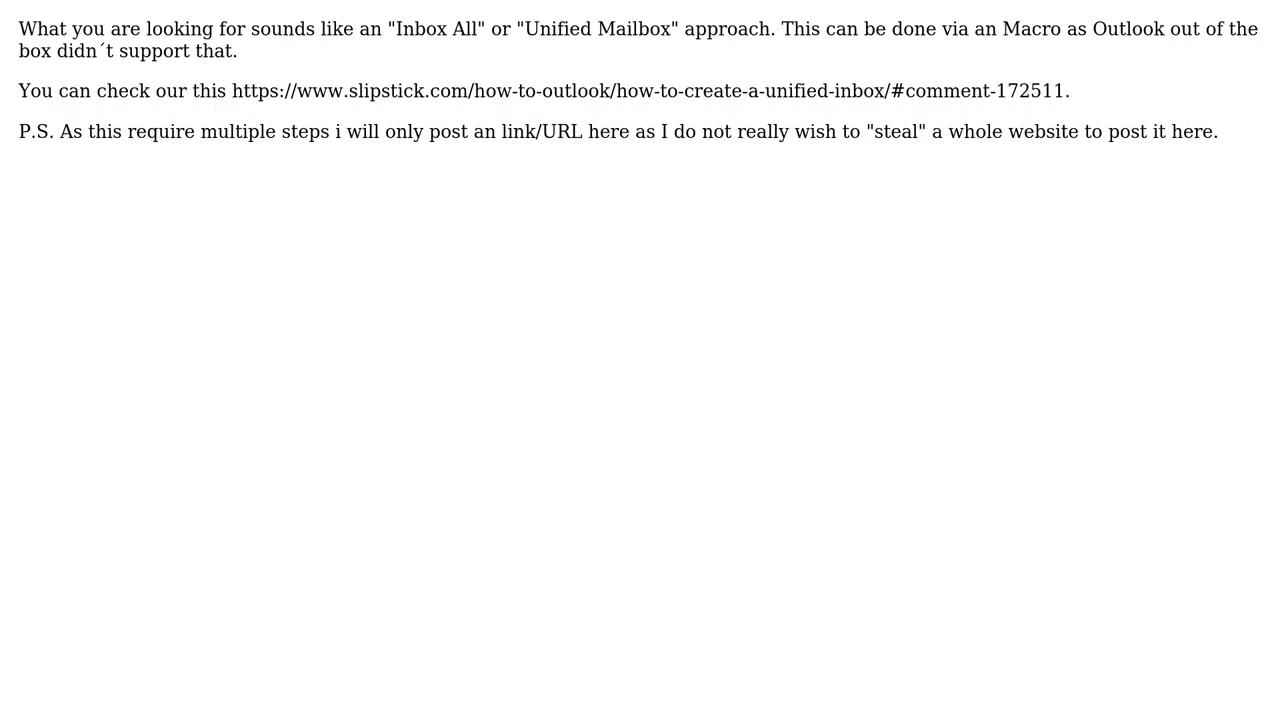 What you are looking for sounds like an "Inbox All" or "Unified Mailbox" approach. This can be done via an Macro as Outlook out of the
box didn´t support that.
You can check our this https://www.slipstick.com/how-to-outlook/how-to-create-a-unified-inbox/#comment-172511.
P.S. As this require multiple steps i will only post an link/URL here as I do not really wish to "steal" a whole website to post it here.